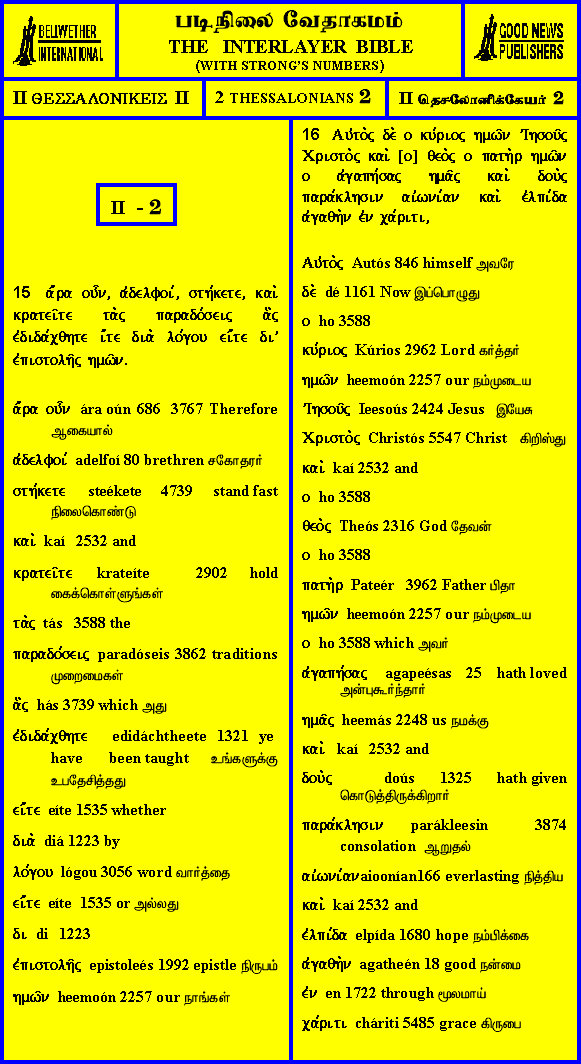 BELLWETHER
INTERNATIONAL
படிநிலை வேதாகமம்
THE INTERLAYER BIBLE
(WITH STRONG'S NUMBERS)
GOOD NEWS
PUBLISHERS
II ΘΕΣΣΑΛΟΝΙΚΕΙΣ II
2 THESSALONIANS 2
II தெசலோனிக்கேயர் 2
II - 2
15 ἄρα οὖν, ἀδελφοί, στήκετε, καὶ
κρατεῖτε τὰς παραδόσεις ἃς
ἐδιδάχθητε ἴτε διὰ λόγου εἴτε δι’
ἐπιστολῆς ημῶν.
ἄρα οὖν ára oún 686 3767 Therefore
ஆகையால்
ἀδελφοί adelfoí 80 brethren சகோதரர்
στήκετε steékete 4739 stand fast
நிலைகொண்டு
καὶ kaí 2532 and
κρατεῖτε krateíte 2902 hold
கைக்கொள்ளுங்கள்
τὰς tás 3588 the
παραδόσεις paradóseis 3862 traditions
முறைமைகள்
ἃς hás 3739 which அது
ἐδιδάχθητε edidáchtheete 1321 ye
have been taught உங்களுக்கு
உபதேசித்தது
εἴτε eíte 1535 whether
διὰ diá 1223 by
λόγου lógou 3056 word வார்த்தை
εἴτε eíte 1535 or அல்லது
δι di 1223
ἐπιστολῆς epistoleés 1992 epistle நிருபம்
ημῶν heemoón 2257 our நாங்கள்
16 Αὐτὸς δὲ ο κύριος ημῶν Ἰησοῦς
Χριστὸς καὶ [ο] θεὸς ο πατὴρ ημῶν
ο ἀγαπήσας ημᾶς καὶ δοὺς
παράκλησιν αἰωνίαν καὶ ἐλπίδα
ἀγαθὴν ἐν χάριτι,
Αὐτὸς Autós 846 himself அவரே
δὲ dé 1161 Now இப்பொழுது
ο ho 3588
κύριος Kúrios 2962 Lord கர்த்தர்
ημῶν heemoón 2257 our நம்முடைய
Ἰησοῦς Ieesoús 2424 Jesus இயேசு
Χριστὸς Christós 5547 Christ கிறிஸ்து
καὶ kaí 2532 and
ο ho 3588
θεὸς Theós 2316 God தேவன்
ο ho 3588
πατὴρ Pateér 3962 Father பிதா
ημῶν heemoón 2257 our நம்முடைய
ο ho 3588 which அவர்
ἀγαπήσας agapeésas 25 hath loved
அன்புகூர்ந்தார்
ημᾶς heemás 2248 us நமக்கு
καὶ kaí 2532 and
δοὺς doús 1325 hath given
கொடுத்திருக்கிறார்
παράκλησιν parákleesin 3874
consolation ஆறுதல்
αἰωνίαν aioonían166 everlasting நித்திய
καὶ kaí 2532 and
ἐλπίδα elpída 1680 hope நம்பிக்கை
ἀγαθὴν agatheén 18 good நன்மை
ἐν en 1722 through மூலமாய்
χάριτι cháriti 5485 grace கிருபை